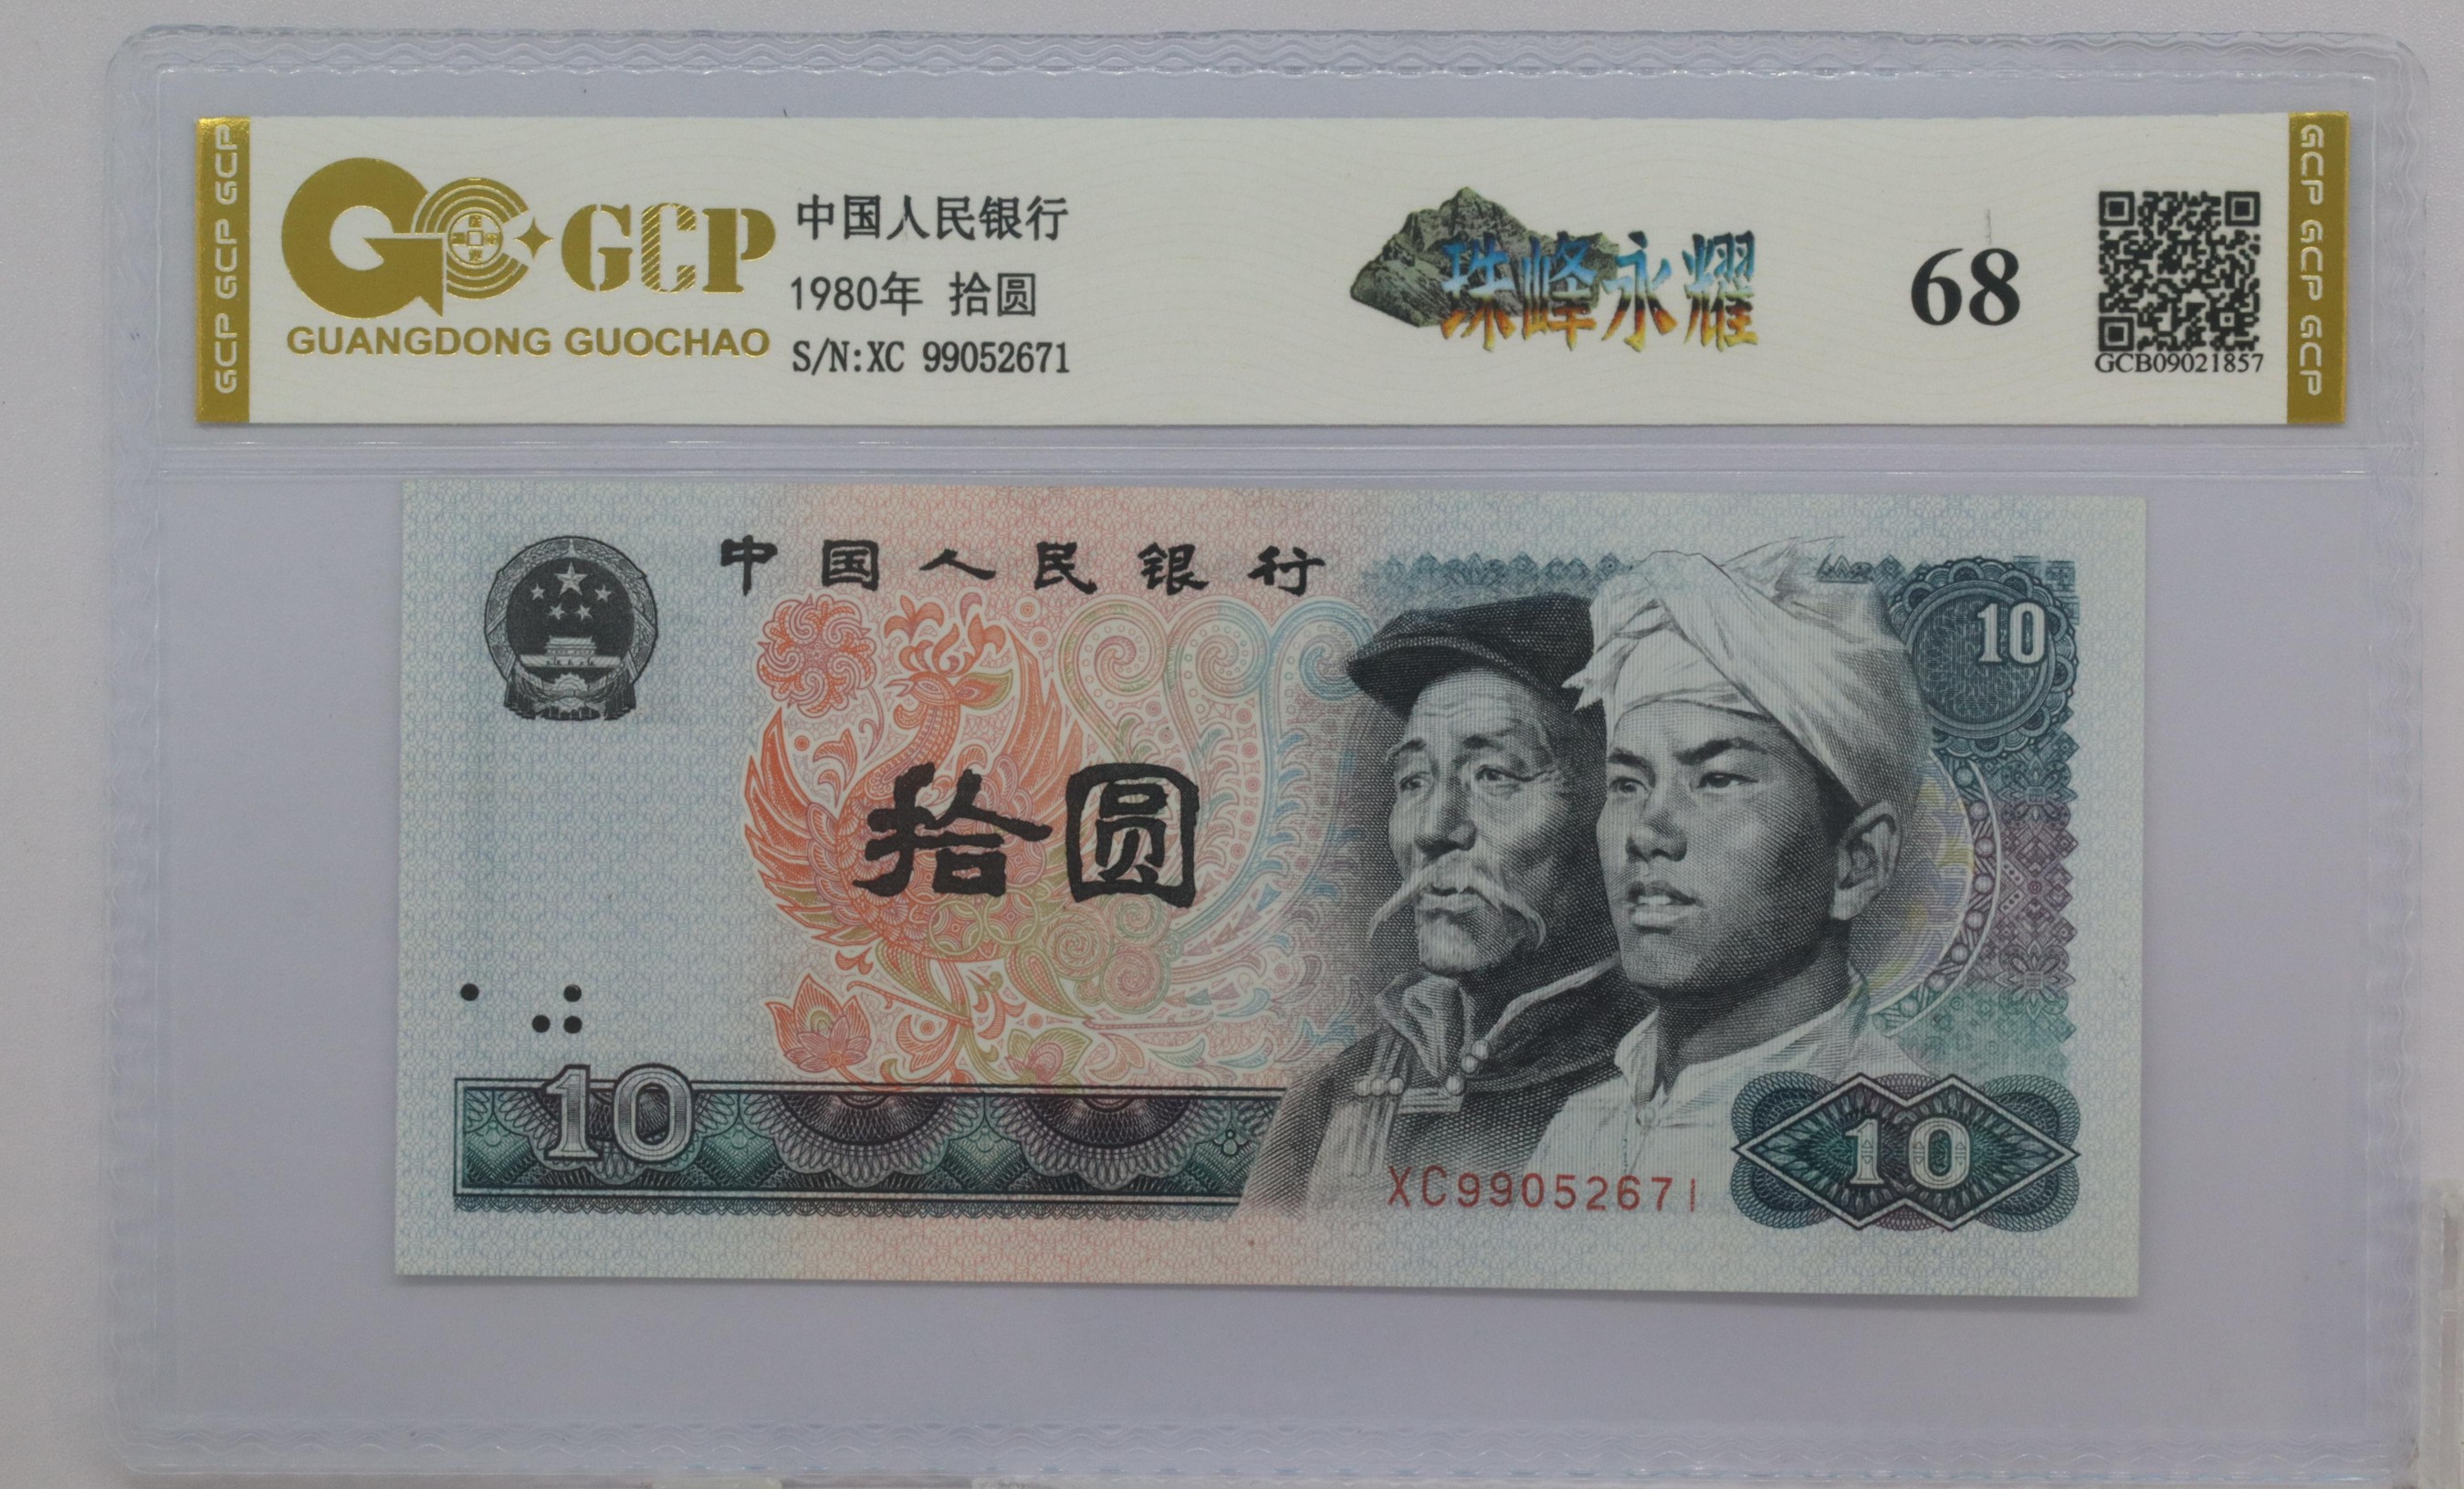 GCP GCP GCP GCP
GCP
GUANGDONG GUOCHAO
中国人民银行
1980年 拾圆
S/N:XC 99052671
珠峰永耀
68
GCB09021857
GCP GCP GCP GCP
中国人民银行
10
拾圆
10
XC99052671
10